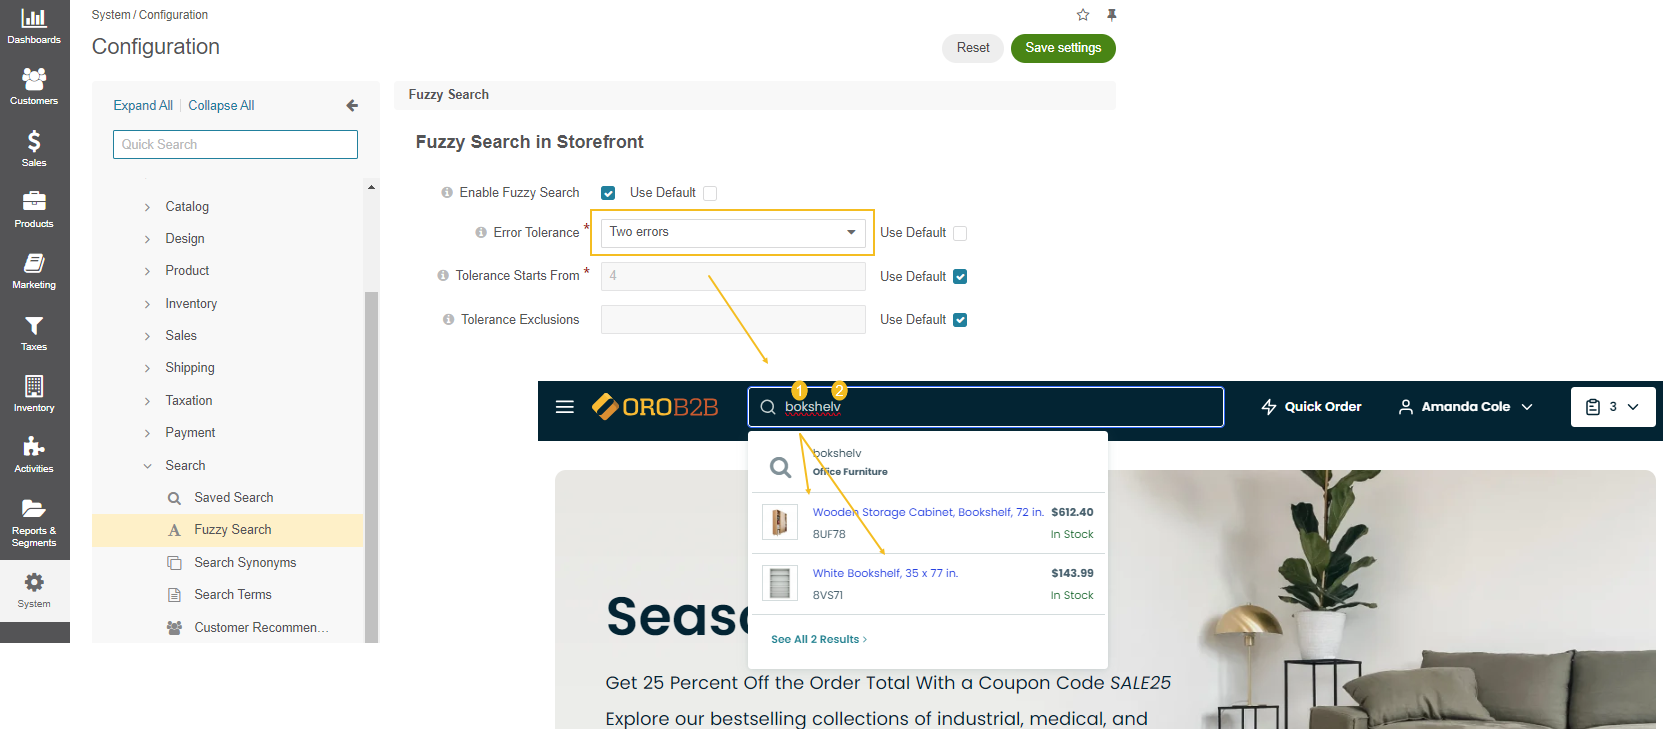 Dashboards
Customers
Sales
Products
Marketing
Taxes
Inventory
Activities
Reports &
Segments
System
System / Configuration
Configuration
Reset
Save settings
Expand All | Collapse All
Quick Search
Catalog
Design
Product
Inventory
Sales
Shipping
Taxation
Payment
Search
Saved Search
Fuzzy Search
Search Synonyms
Search Terms
Customer Recommen...
Fuzzy Search
Fuzzy Search in Storefront
Enable Fuzzy Search Use Default
Error Tolerance * Two errors Use Default
Tolerance Starts From * 4 Use Default
Tolerance Exclusions Use Default
1 2
OROB2B
bokshelv
Quick Order
Amanda Cole
3
bokshelv
Office Furniture
Wooden Storage Cabinet, Bookshelf, 72 in. $612.40
8UF78 In Stock
White Bookshelf, 35 x 77 in. $143.99
8VS71 In Stock
See All 2 Results >
Seaso
Get 25 Percent Off the Order Total With a Coupon Code SALE25
Explore our bestselling collections of industrial, medical, and